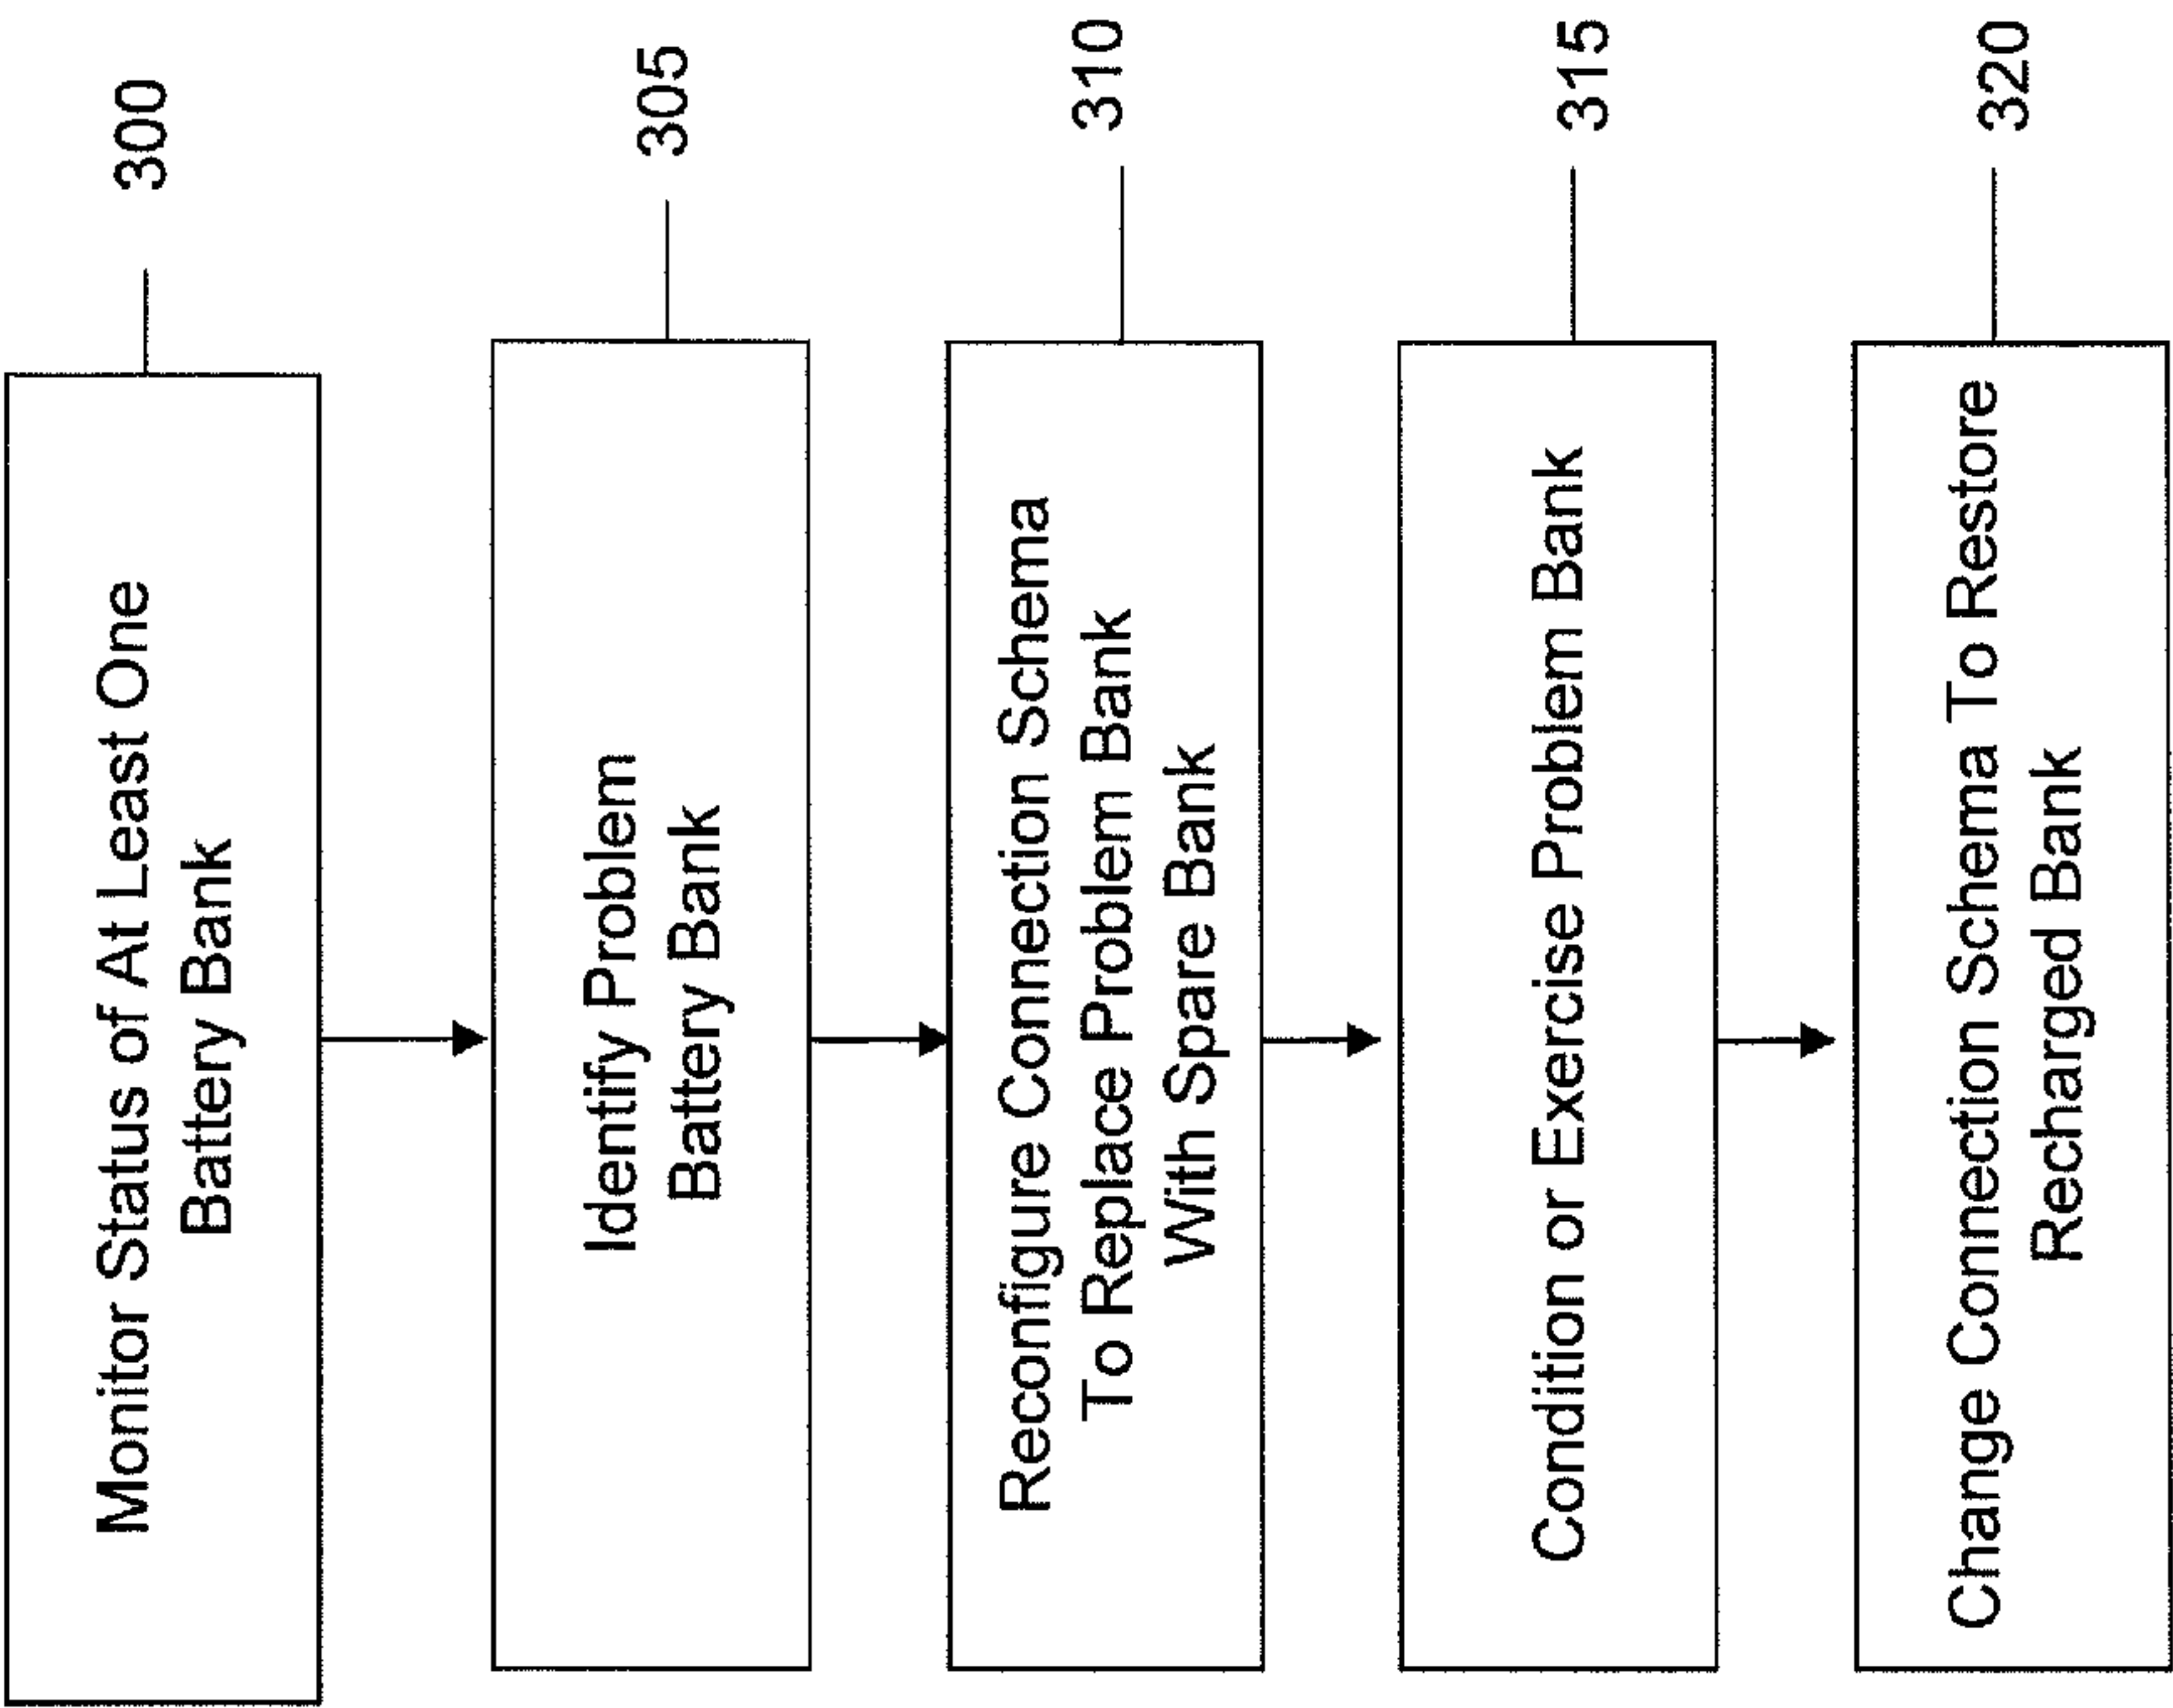 Monitor Status of At Least One
Battery Bank
300
Identify Problem
Battery Bank
305
Reconfigure Connection Schema
To Replace Problem Bank
With Spare Bank
310
Condition or Exercise Problem Bank
315
Change Connection Schema To Restore
Recharged Bank
320